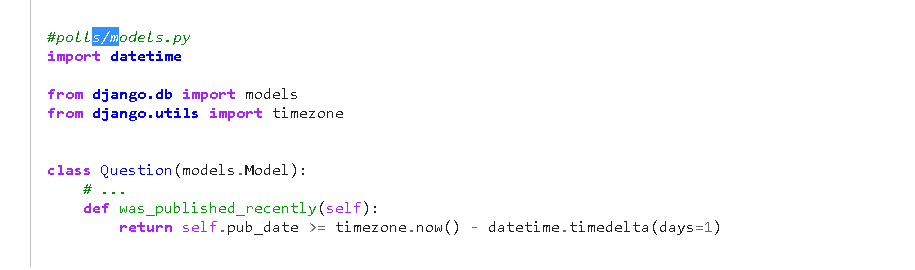 #polls/models.py
import datetime
from django.db import models
from django.utils import timezone
class Question(models.Model):
# ...
def was_published_recently(self):
return self.pub_date >= timezone.now() - datetime.timedelta(days=1)